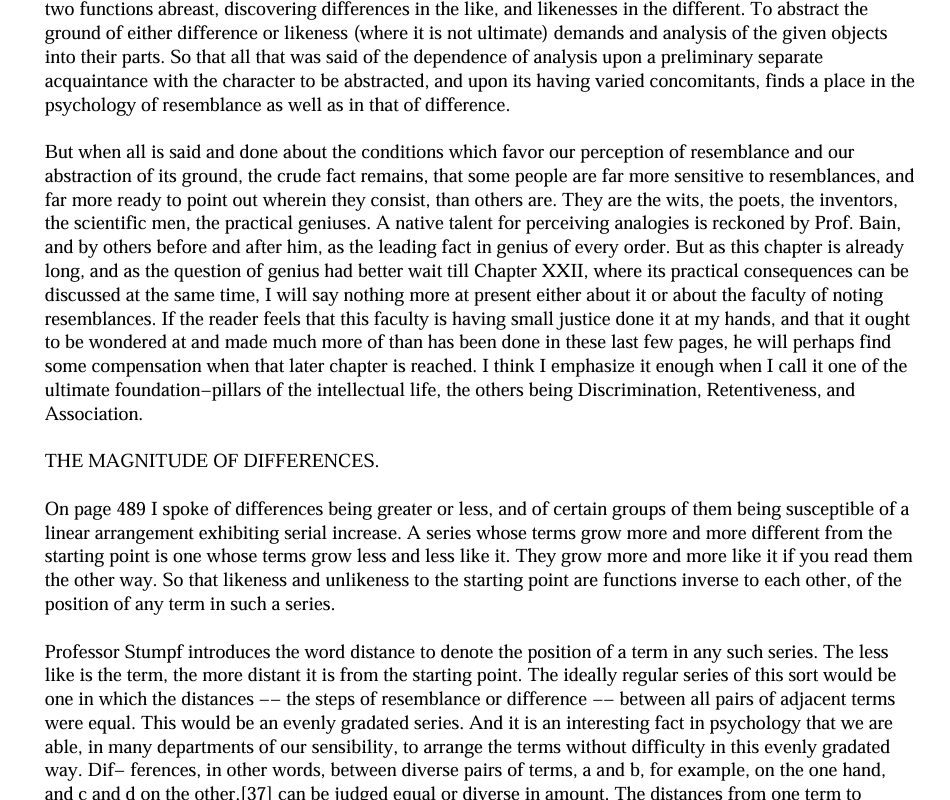 two functions abreast, discovering differences in the like, and likenesses in the different. To abstract the
ground of either difference or likeness (where it is not ultimate) demands and analysis of the given objects
into their parts. So that all that was said of the dependence of analysis upon a preliminary separate
acquaintance with the character to be abstracted, and upon its having varied concomitants, finds a place in the
psychology of resemblance as well as in that of difference.
But when all is said and done about the conditions which favor our perception of resemblance and our
abstraction of its ground, the crude fact remains, that some people are far more sensitive to resemblances, and
far more ready to point out wherein they consist, than others are. They are the wits, the poets, the inventors,
the scientific men, the practical geniuses. A native talent for perceiving analogies is reckoned by Prof. Bain,
and by others before and after him, as the leading fact in genius of every order. But as this chapter is already
long, and as the question of genius had better wait till Chapter XXII, where its practical consequences can be
discussed at the same time, I will say nothing more at present either about it or about the faculty of noting
resemblances. If the reader feels that this faculty is having small justice done it at my hands, and that it ought
to be wondered at and made much more of than has been done in these last few pages, he will perhaps find
some compensation when that later chapter is reached. I think I emphasize it enough when I call it one of the
ultimate foundation−pillars of the intellectual life, the others being Discrimination, Retentiveness, and
Association.
THE MAGNITUDE OF DIFFERENCES.
On page 489 I spoke of differences being greater or less, and of certain groups of them being susceptible of a
linear arrangement exhibiting serial increase. A series whose terms grow more and more different from the
starting point is one whose terms grow less and less like it. They grow more and more like it if you read them
the other way. So that likeness and unlikeness to the starting point are functions inverse to each other, of the
position of any term in such a series.
Professor Stumpf introduces the word distance to denote the position of a term in any such series. The less
like is the term, the more distant it is from the starting point. The ideally regular series of this sort would be
one in which the distances −− the steps of resemblance or difference −− between all pairs of adjacent terms
were equal. This would be an evenly gradated series. And it is an interesting fact in psychology that we are
able, in many departments of our sensibility, to arrange the terms without difficulty in this evenly gradated
way. Dif− ferences, in other words, between diverse pairs of terms, a and b, for example, on the one hand,
and c and d on the other,[37] can be judged equal or diverse in amount. The distances from one term to